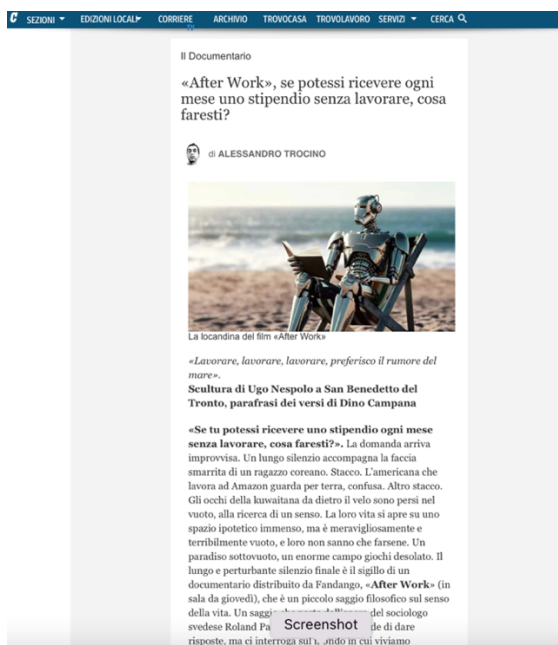 C SEZIONI EDIZIONI LOCALI CORRIERE TV ARCHIVIO TROVOCASA TROVOLAVORO SERVIZI CERCA
Il Documentario
«After Work», se potessi ricevere ogni
mese uno stipendio senza lavorare, cosa
faresti?
di ALESSANDRO TROCINO
La locandina del film «After Work»
«Lavorare, lavorare, lavorare, preferisco il rumore del
mare».
Scultura di Ugo Nespolo a San Benedetto del
Tronto, parafrasi dei versi di Dino Campana
«Se tu potessi ricevere uno stipendio ogni mese
senza lavorare, cosa faresti?». La domanda arriva
improvvisa. Un lungo silenzio accompagna la faccia
smarrita di un ragazzo coreano. Stacco. L'americana che
lavora ad Amazon guarda per terra, confusa. Altro stacco.
Gli occhi della kuwaitana da dietro il velo sono persi nel
vuoto, alla ricerca di un senso. La loro vita si apre su uno
spazio ipotetico immenso, ma è meravigliosamente e
terribilmente vuoto, e loro non sanno che farsene. Un
paradiso sottovuoto, un enorme campo giochi desolato. Il
lungo e perturbante silenzio finale è il sigillo di un
documentario distribuito da Fandango, «After Work» (in
sala da giovedì), che è un piccolo saggio filosofico sul senso
della vita. Un saggio del sociologo
svedese Roland Pa Screenshot de di dare
risposte, ma ci interroga sul mondo in cui viviamo